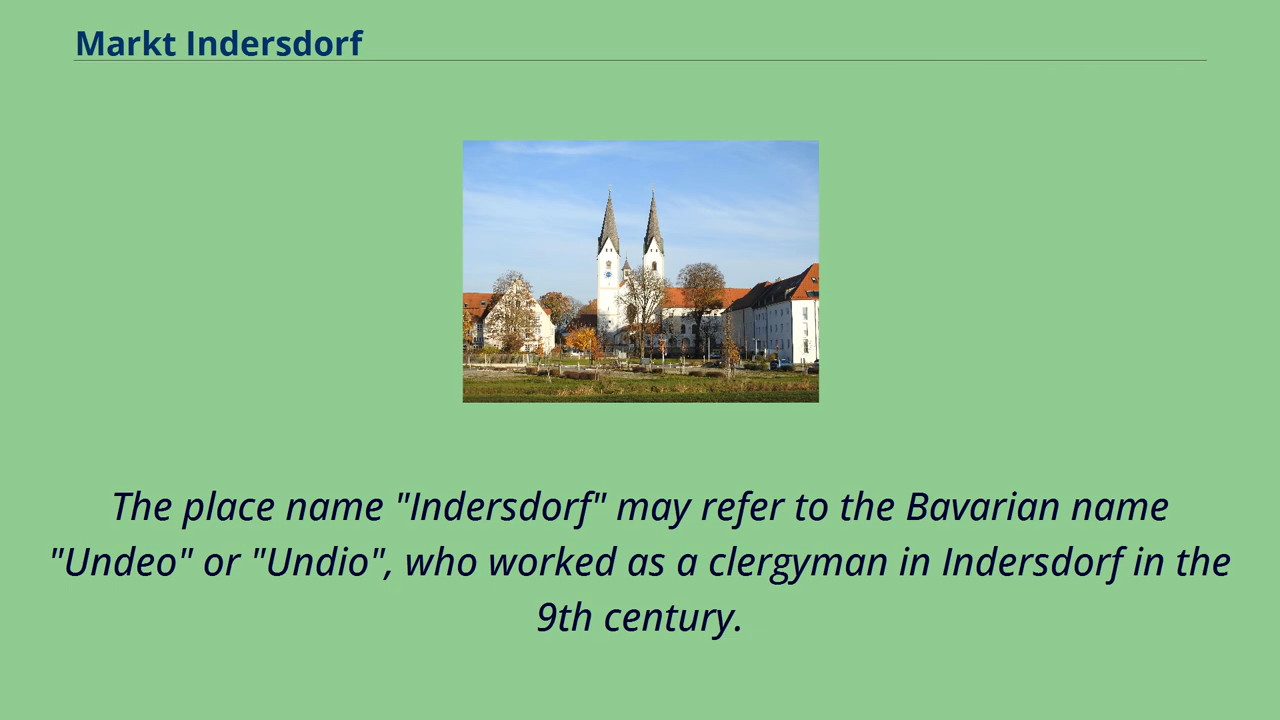 Markt Indersdorf
The place name "Indersdorf" may refer to the Bavarian name
"Undeo" or "Undio", who worked as a clergyman in Indersdorf in the
9th century.